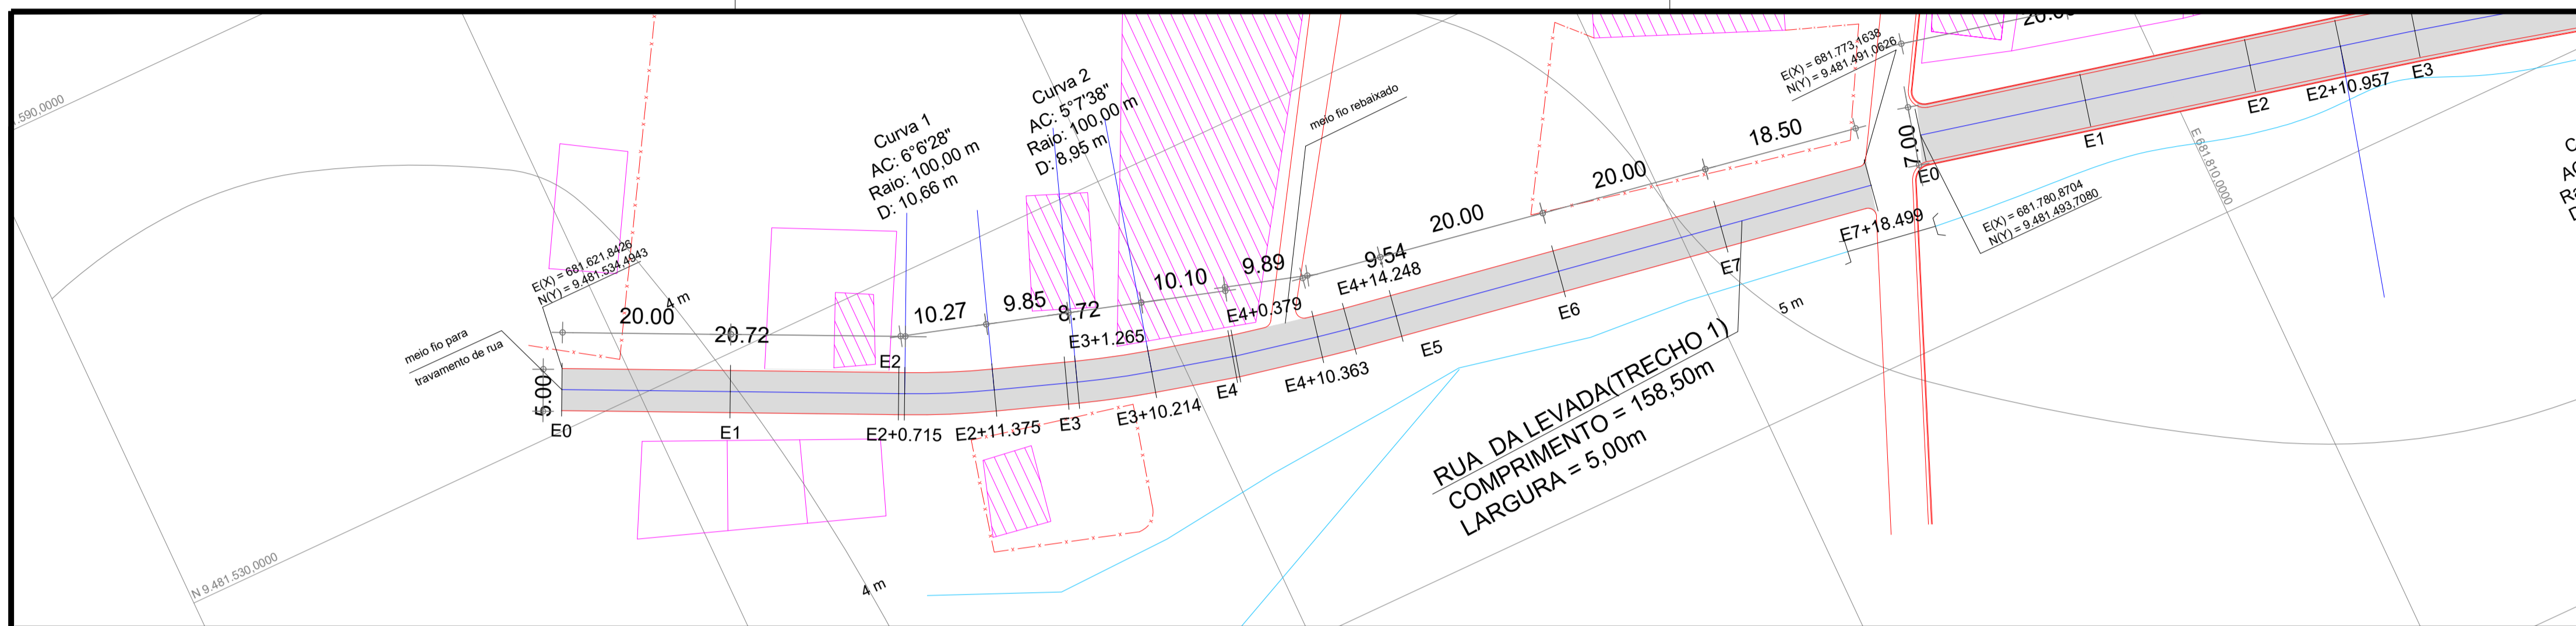 .590,0000
N 9.481.530,0000
meio fio para
travamento de rua
E(X) = 681.621,8426
N(Y) = 9.481.534,4943
4 m
4 m
5.00
20.00
20.72
10.27
9.85
8.72
10.10
9.89
9.54
20.00
20.00
18.50
Curva 1
AC: 6°6'28"
Raio: 100,00 m
D: 10,66 m
Curva 2
AC: 5°7'38"
Raio: 100,00 m
D: 8,95 m
meio fio rebaixado
E0
E1
E2
E2+0.715
E2+11.375
E3
E3+1.265
E3+10.214
E4
E4+0.379
E4+10.363
E4+14.248
E5
E6
E7
E7+18.499
RUA DA LEVADA(TRECHO 1)
COMPRIMENTO = 158,50m
LARGURA = 5,00m
5 m
E(X) = 681.773,1638
N(Y) = 9.481.491,0626
7.00
E0
E1
E2
E2+10.957
E3
E(X) = 681.780,8704
N(Y) = 9.481.493,7080
E 681.810,0000